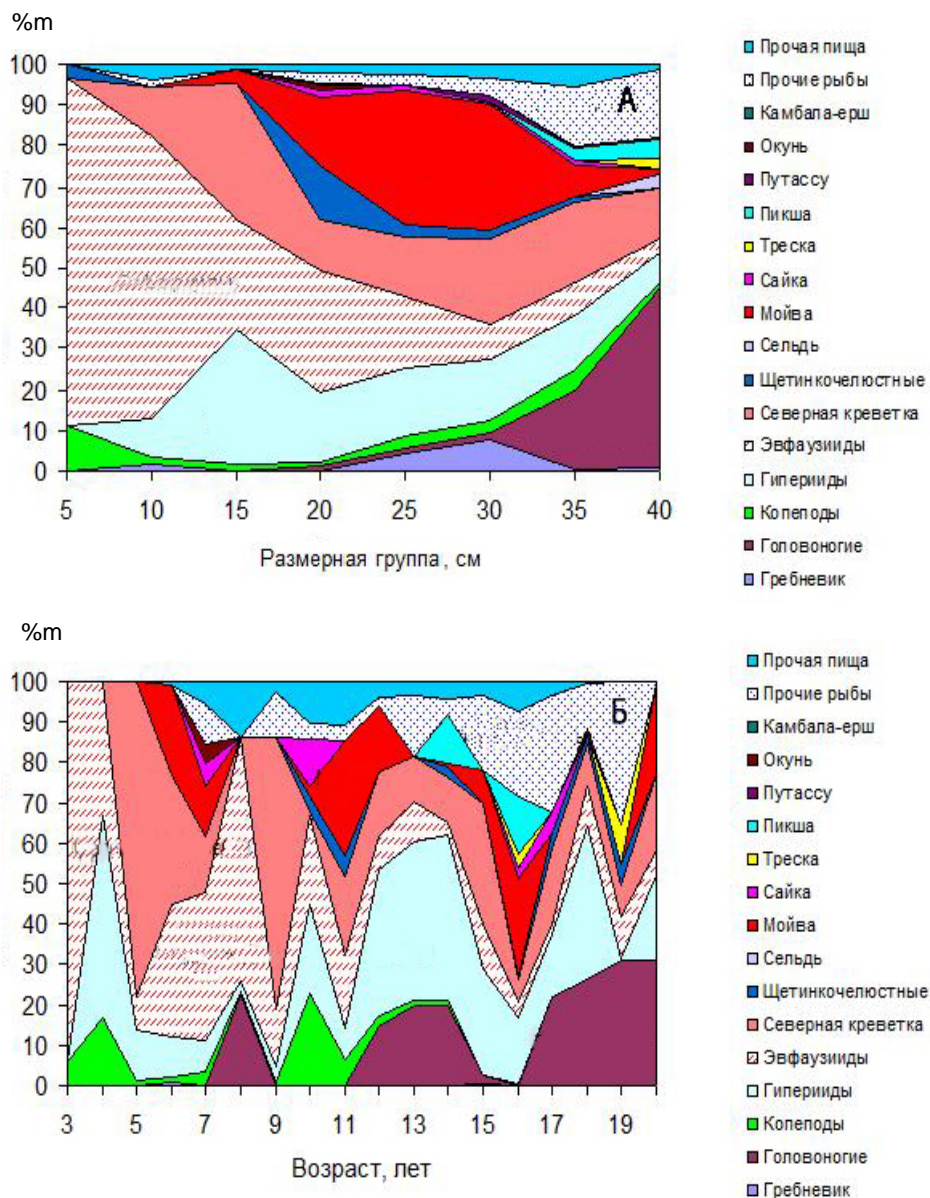 %m
100
90
80
70
60
50
40
30
20
10
0
5 10 15 20 25 30 35 40
Размерная группа, см
А
Прочая пища
Прочие рыбы
Камбала-ерш
Окунь
Путассу
Пикша
Треска
Сайка
Мойва
Сельдь
Щетинкочелюстные
Северная креветка
Эвфаузииды
Гиперииды
Копеподы
Головоногие
Гребневик
%m
100
90
80
70
60
50
40
30
20
10
0
3 5 7 9 11 13 15 17 19
Возраст, лет
Б
Прочая пища
Прочие рыбы
Камбала-ерш
Окунь
Путассу
Пикша
Треска
Сайка
Мойва
Сельдь
Щетинкочелюстные
Северная креветка
Эвфаузииды
Гиперииды
Копеподы
Головоногие
Гребневик